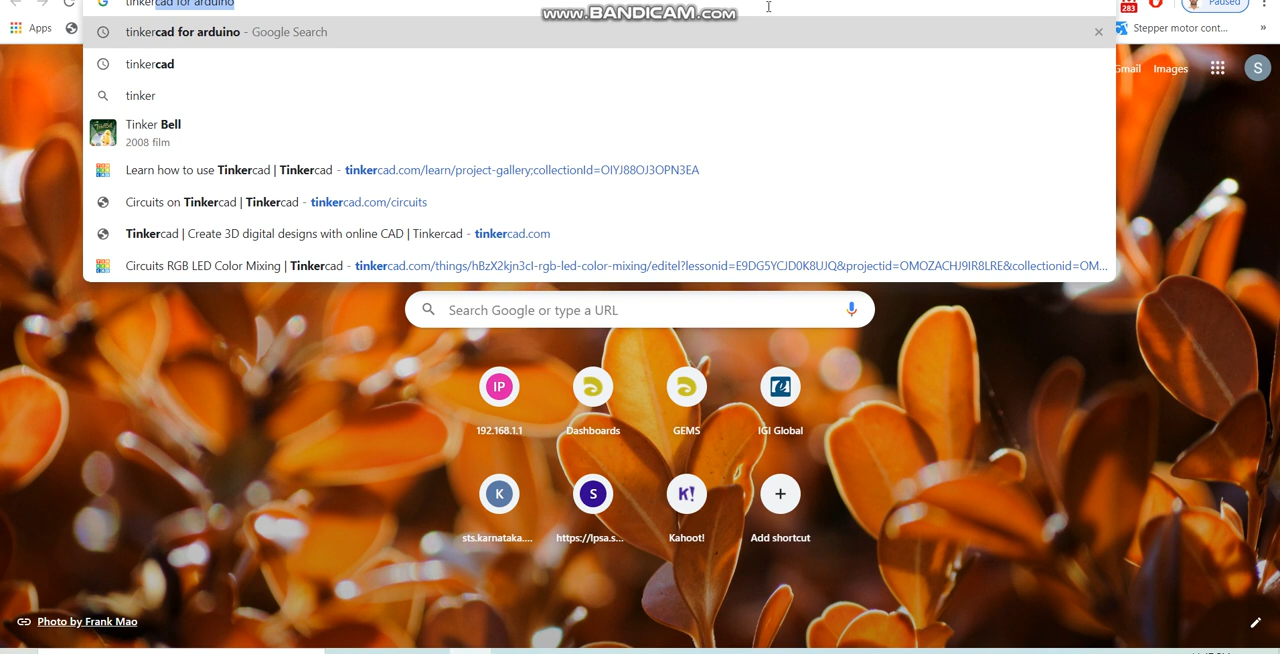 tinkercad for arduino
www.BANDICAM.com
283
Paused
Apps
Stepper motor cont...
»
tinkercad for arduino - Google Search
tinkercad
tinker
Tinker Bell
2008 film
Learn how to use Tinkercad | Tinkercad - tinkercad.com/learn/project-gallery;collectionId=OIYJ88OJ3OPN3EA
Circuits on Tinkercad | Tinkercad - tinkercad.com/circuits
Tinkercad | Create 3D digital designs with online CAD | Tinkercad - tinkercad.com
Circuits RGB LED Color Mixing | Tinkercad - tinkercad.com/things/hBzX2kjn3cI-rgb-led-color-mixing/editel?lessonid=E9DG5YCJD0K8UJQ&projectid=OMOZACHJ9IR8LRE&collectionid=OM...
Gmail Images
S
Search Google or type a URL
IP
192.168.1.1 Dashboards GEMS IGI Global
K S K!
sts.karnataka.... https://lpsa.s... Kahoot! Add shortcut
Photo by Frank Mao